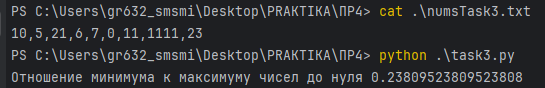 PS C:\Users\gr632_smsmi\Desktop\PRAKTIKA\ПР4> cat .\numsTask3.txt
10,5,21,6,7,0,11,1111,23
PS C:\Users\gr632_smsmi\Desktop\PRAKTIKA\ПР4> python .\task3.py
Отношение минимума к максимуму чисел до нуля 0.23809523809523808